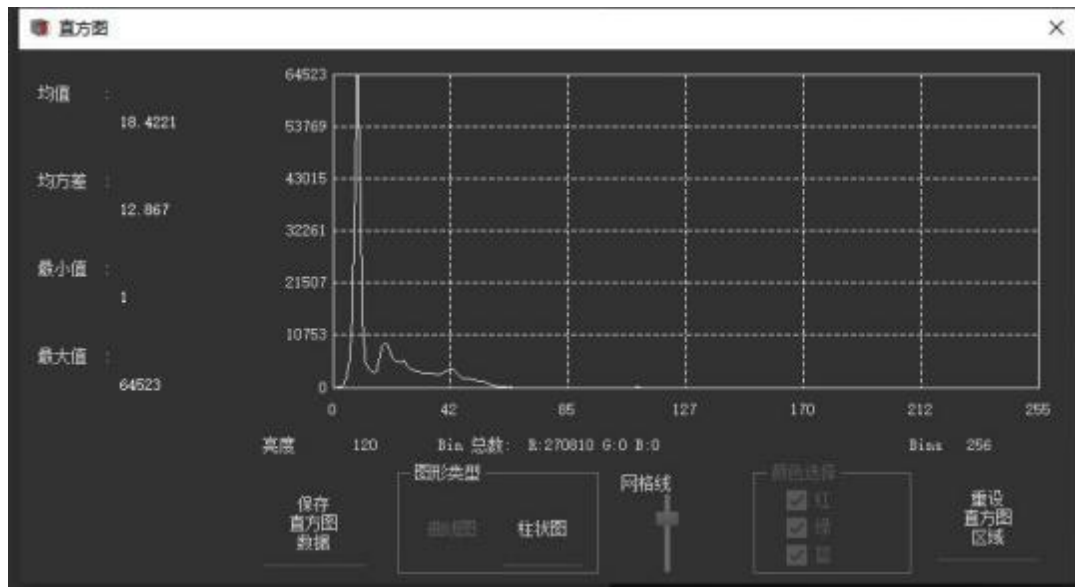 直方图
均值 :
18.4221
均方差 :
12.867
最小值 :
1
最大值 :
64523
64523
53769
43015
32261
21507
10753
0
0 42 85 127 170 212 255
亮度 120 Bin 总数: R:270810 G:0 B:0 Bins 256
保存
直方图
数据
图形类型
曲线图 柱状图
网格线
颜色选择
红
绿
蓝
重设
直方图
区域